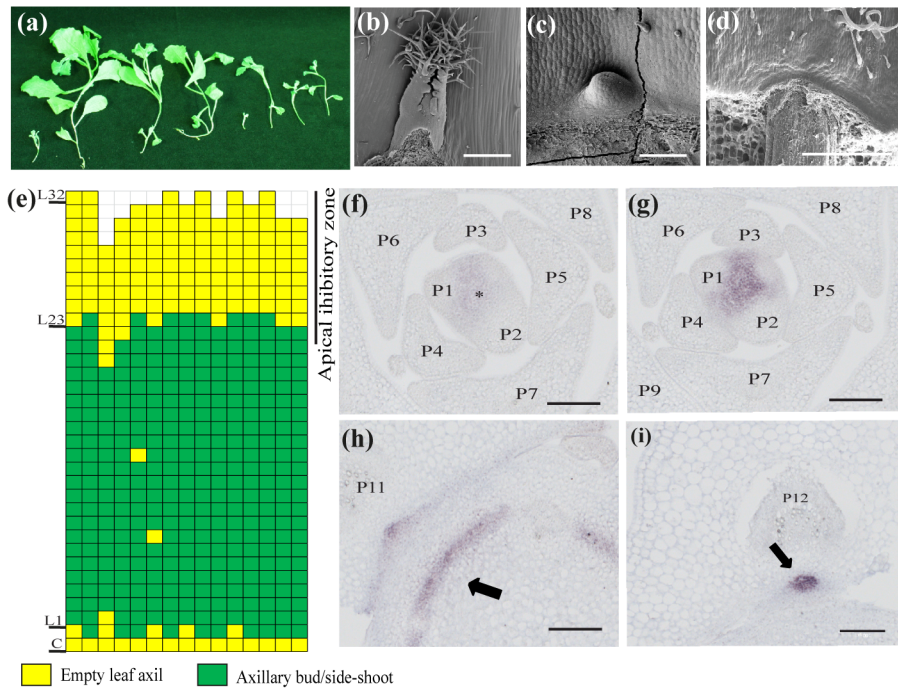 (a)
(b)
(c)
(d)
(e)
L32
L23
L1
C
Apical ihibitory zone
Empty leaf axil
Axillary bud/side-shoot
(f)
P8
P3
P6
P5
P1
*
P2
P4
P7
(g)
P8
P3
P6
P1
P5
P4
P2
P7
P9
(h)
P11
(i)
P12